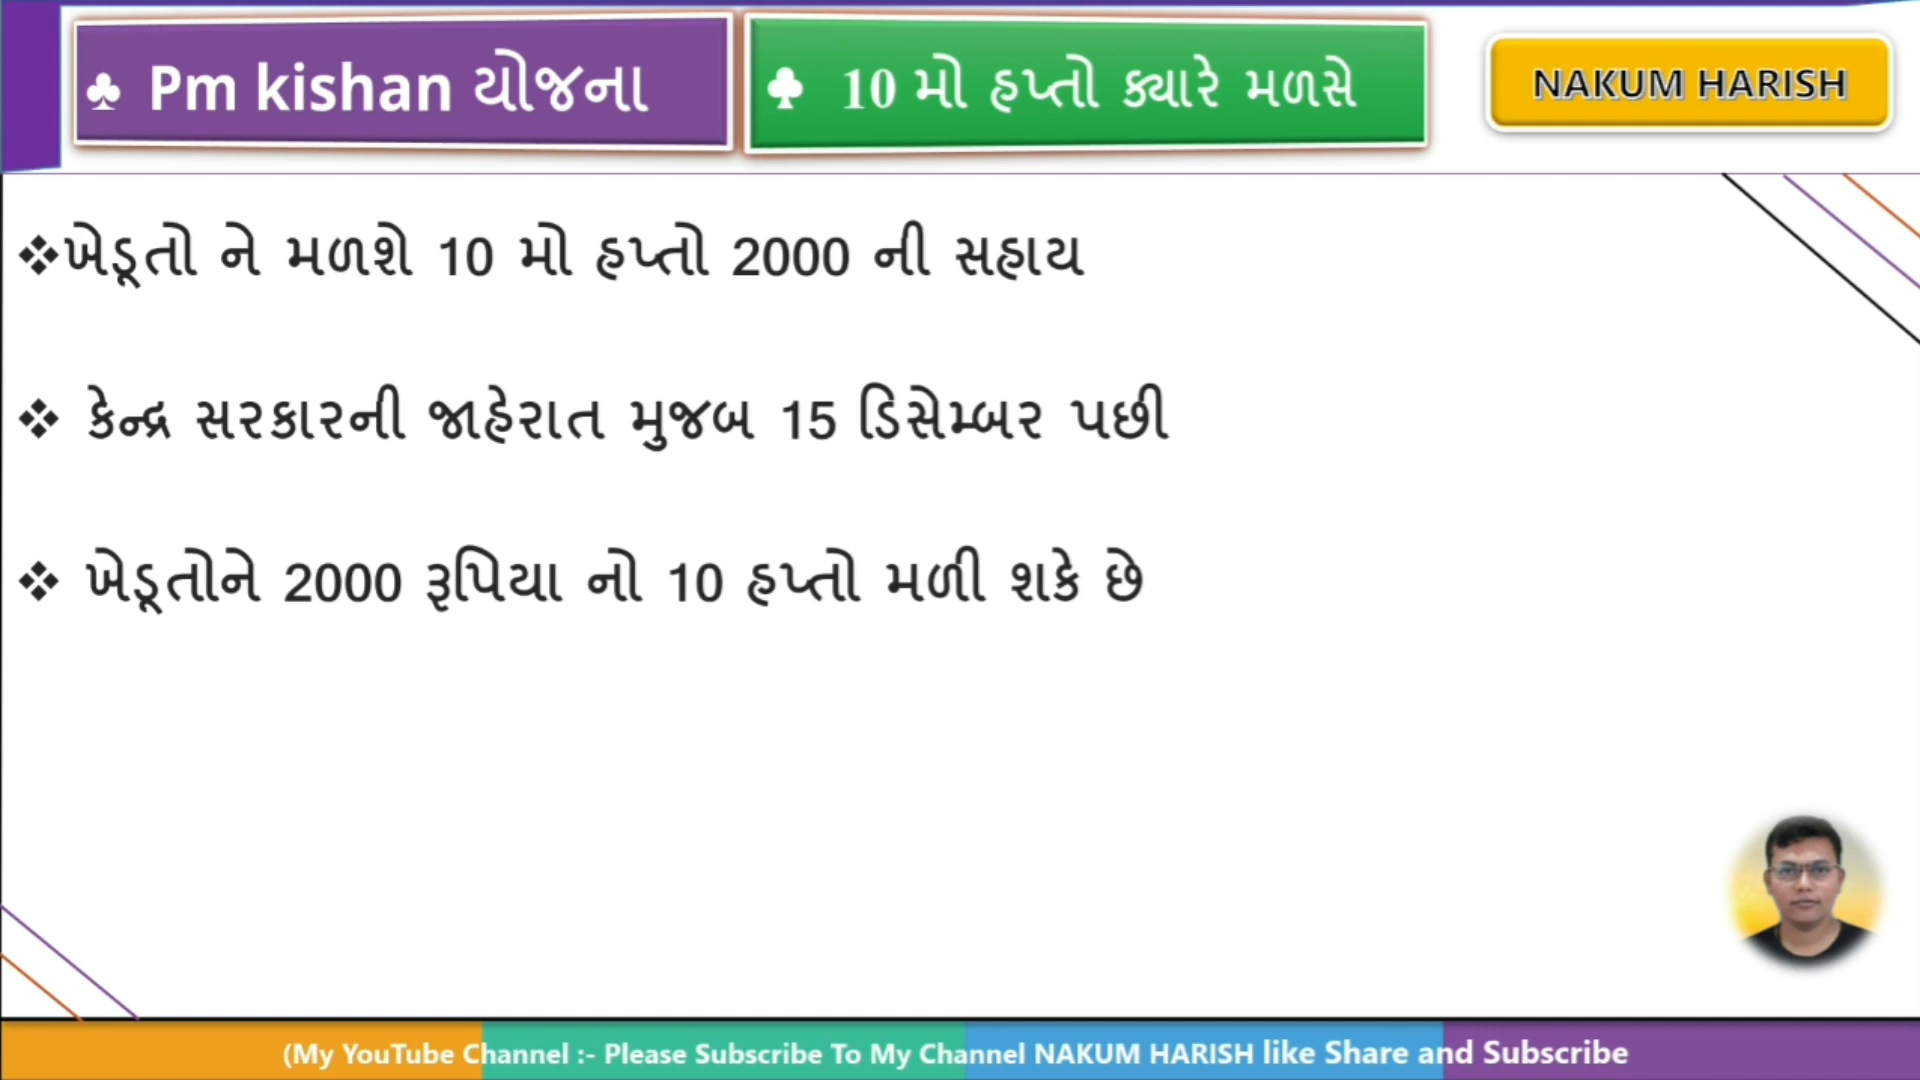 ♣ Pm kishan યોજના
♣ 10 મો હપ્તો ક્યારે મળસે
NAKUM HARISH
❖ખેડૂતો ને મળશે 10 મો હપ્તો 2000 ની સહાય
❖ કેન્દ્ર સરકારની જાહેરાત મુજબ 15 ડિસેમ્બર પછી
❖ ખેડૂતોને 2000 રૂપિયા નો 10 હપ્તો મળી શકે છે
(My YouTube Channel :- Please Subscribe To My Channel NAKUM HARISH like Share and Subscribe